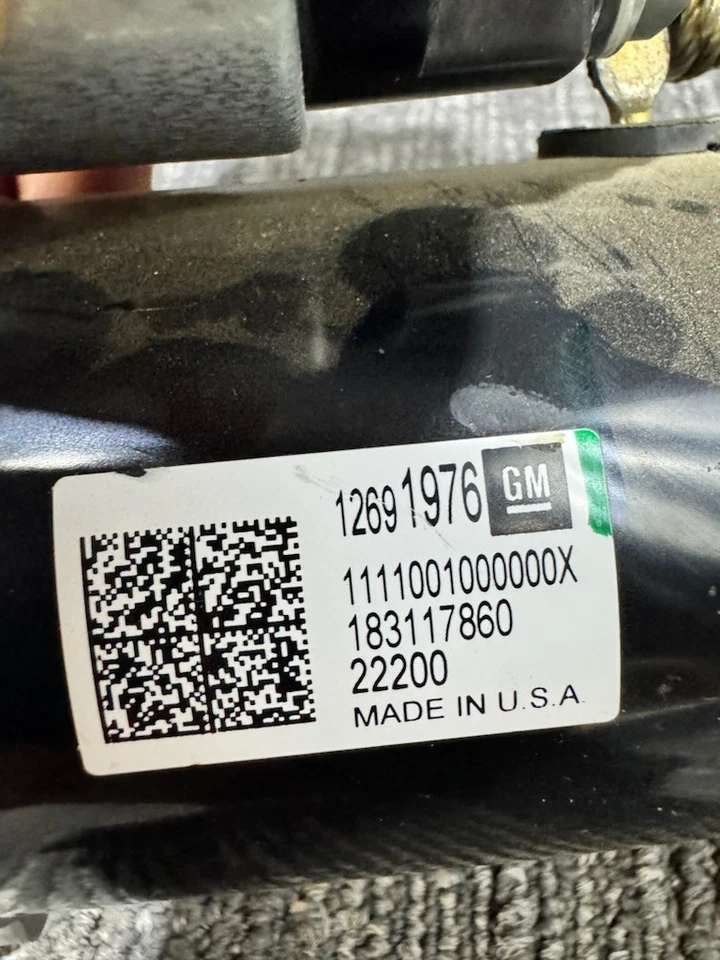 12691976 GM
1111001000000X
183117860
22200
MADE IN U.S.A.